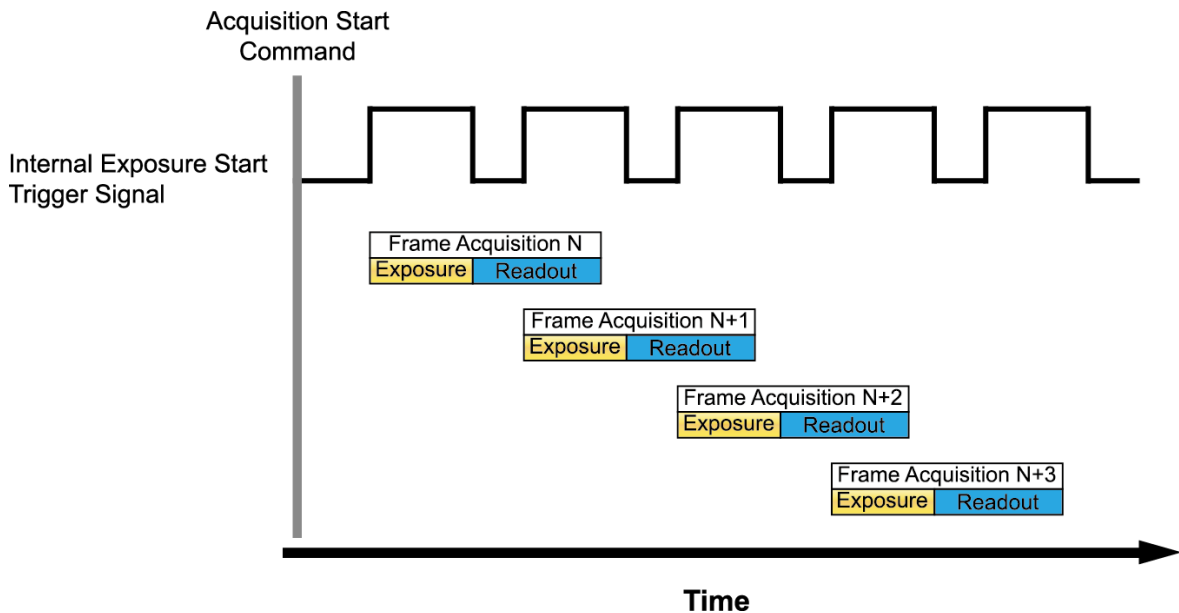 Acquisition Start
Command
Internal Exposure Start
Trigger Signal
Frame Acquisition N
Exposure Readout
Frame Acquisition N+1
Exposure Readout
Frame Acquisition N+2
Exposure Readout
Frame Acquisition N+3
Exposure Readout
Time